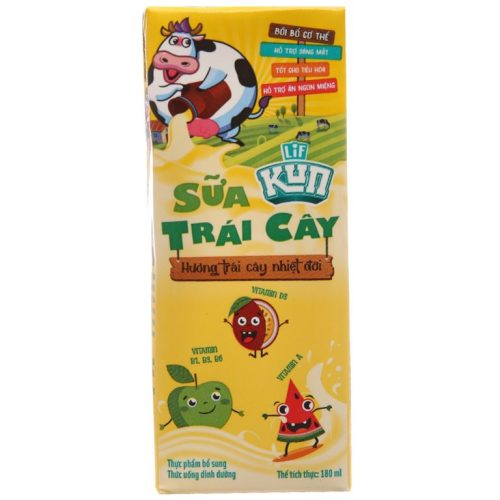 BỒI BỔ CƠ THỂ
HỖ TRỢ SÁNG MẮT
TỐT CHO TIÊU HÓA
HỖ TRỢ ĂN NGON MIỆNG
LiF
KUN
SỮA
TRÁI CÂY
Hương trái cây nhiệt đới
VITAMIN D3
VITAMIN
B1, B3, B6
VITAMIN A
Thực phẩm bổ sung
Thức uống dinh dưỡng
Thể tích thực: 180 ml